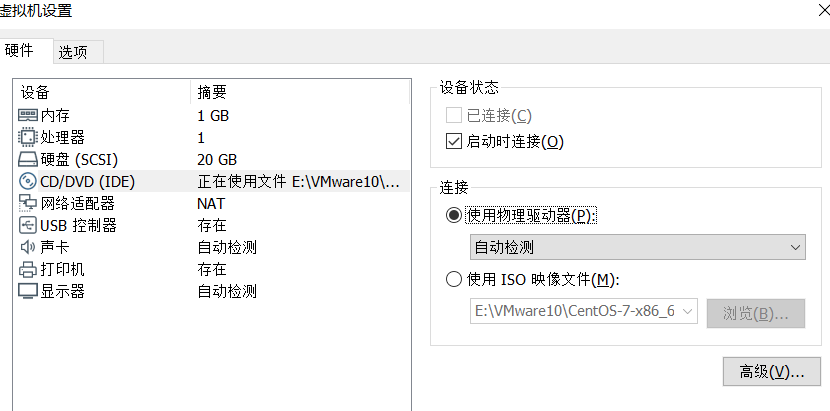 虚拟机设置
硬件 选项
设备 摘要
内存 1 GB
处理器 1
硬盘 (SCSI) 20 GB
CD/DVD (IDE) 正在使用文件 E:\VMware10\...
网络适配器 NAT
USB 控制器 存在
声卡 自动检测
打印机 存在
显示器 自动检测
设备状态
已连接(C)
启动时连接(O)
连接
使用物理驱动器(P):
自动检测
使用 ISO 映像文件(M):
E:\VMware10\CentOS-7-x86_6
浏览(B)...
高级(V)...